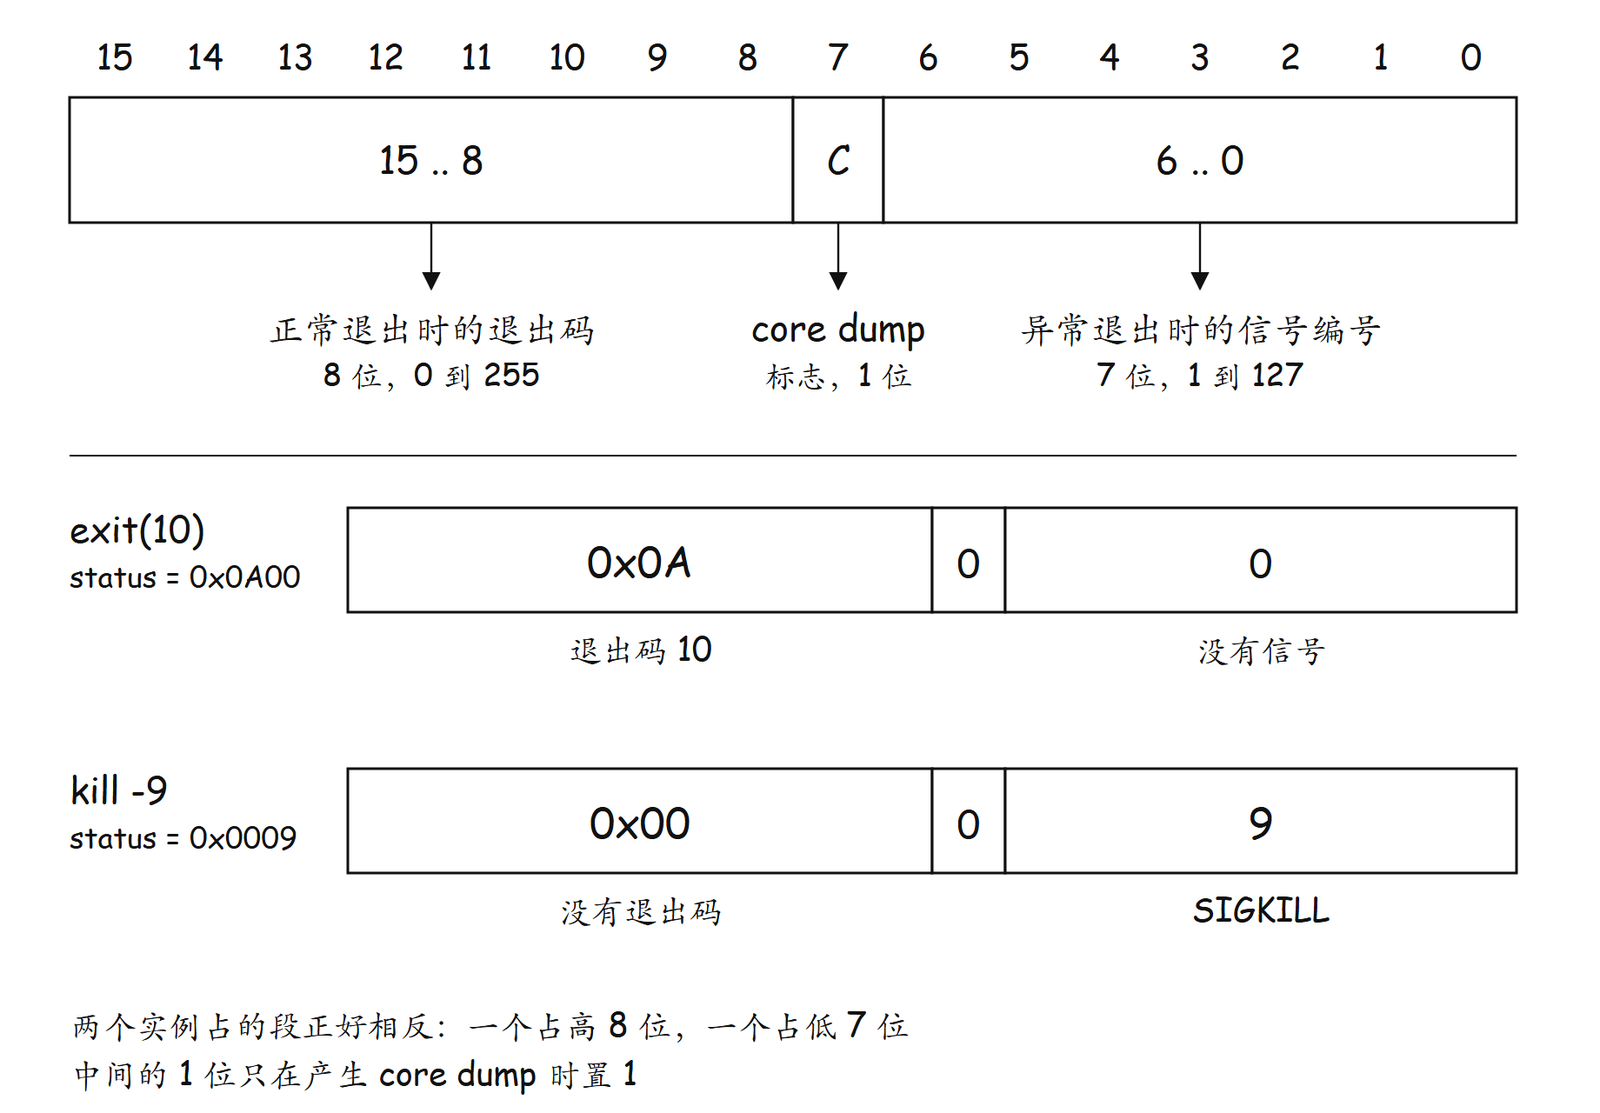 15 14 13 12 11 10 9 8 7 6 5 4 3 2 1 0
15 .. 8 C 6 .. 0
正常退出时的退出码 core dump 异常退出时的信号编号
8 位，0 到 255 标志，1 位 7 位，1 到 127
exit(10)
status = 0x0A00
0x0A 0 0
退出码 10 没有信号
kill -9
status = 0x0009
0x00 0 9
没有退出码 SIGKILL
两个实例占的段正好相反：一个占高 8 位，一个占低 7 位
中间的 1 位只在产生 core dump 时置 1